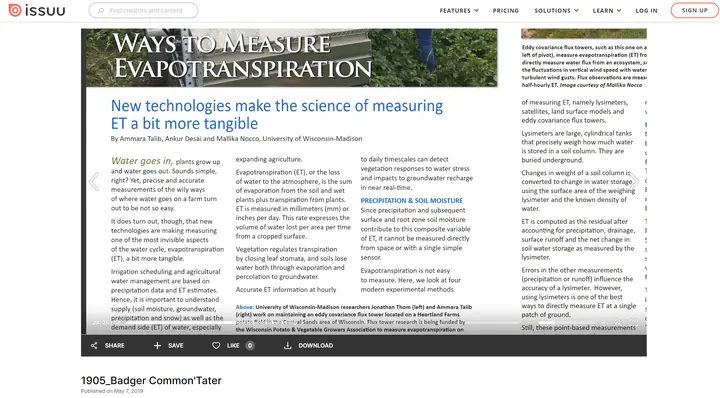 issuu
Find creators and content
FEATURES
PRICING
SOLUTIONS
LEARN
LOG IN
SIGN UP
WAYS TO MEASURE
EVAPOTRANSPIRATION
New technologies make the science of measuring
ET a bit more tangible
By Ammara Talib, Ankur Desai and Mallika Nocco, University of Wisconsin-Madison
Water goes in, plants grow up
and water goes out. Sounds simple,
right? Yet, precise and accurate
measurements of the wily ways
of where water goes on a farm turn
out to be not so easy.
It does turn out, though, that new
technologies are making measuring
one of the most invisible aspects
of the water cycle, evapotranspiration
(ET), a bit more tangible.
Irrigation scheduling and agricultural
water management are based on
precipitation data and ET estimates.
Hence, it is important to understand
supply (soil moisture, groundwater,
precipitation and snow) as well as the
demand side (ET) of water, especially
expanding agriculture.
Evapotranspiration (ET), or the loss
of water to the atmosphere, is the sum
of evaporation from the soil and wet
plants plus transpiration from plants.
ET is measured in millimeters (mm) or
inches per day. This rate expresses the
volume of water lost per area per time
from a cropped surface.
Vegetation regulates transpiration
by closing leaf stomata, and soils lose
water both through evaporation and
percolation to groundwater.
Accurate ET information at hourly
to daily timescales can detect
vegetation responses to water stress
and impacts to groundwater recharge
in near real-time.
PRECIPITATION & SOIL MOISTURE
Since precipitation and subsequent
surface and root zone soil moisture
contribute to this composite variable
of ET, it cannot be measured directly
from space or with a single simple
sensor.
Evapotranspiration is not easy
to measure. Here, we look at four
modern experimental methods
Above: University of Wisconsin-Madison researchers Jonathan Thom (left) and Ammara Talib
(right) work on maintaining an eddy covariance flux tower located on a Heartland Farms
potato field in the Central Sands area of Wisconsin. Flux tower research is being funded by
the Wisconsin Potato & Vegetable Growers Association to measure evapotranspiration on
Eddy covariance flux towers, such as this one on a
left of pivot), measure evapotranspiration (ET) from
directly measure water flux from an ecosystem, s
the fluctuations in vertical wind speed with water
turbulent wind gusts. Flux observations are meas
half-hourly ET. Image courtesy of Mallika Nocco
of measuring ET, namely lysimeters,
satellites, land surface models and
eddy covariance flux towers.
Lysimeters are large, cylindrical tanks
that precisely weigh how much water
is stored in a soil column. They are
buried underground.
Changes in weight of a soil column is
converted to change in water storage
using the surface area of the weighing
lysimeter and the known density of
water.
ET is computed as the residual after
accounting for precipitation, drainage,
surface runoff and the net change in
soil water storage as measured by the
lysimeter.
Errors in the other measurements
(precipitation or runoff) influence the
accuracy of a lysimeter. However,
using lysimeters is one of the best
ways to directly measure ET at a single
patch of ground.
Still, these point-based measurements
SHARE
SAVE
LIKE 0
DOWNLOAD
1905_Badger Common'Tater
Published on May 7, 2019